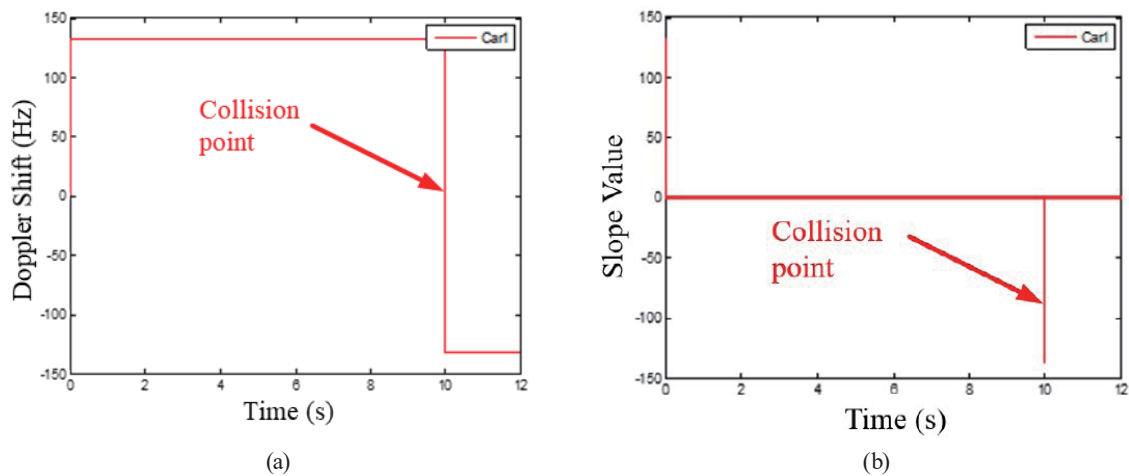 150
100
50
0
-50
-100
-150
0 2 4 6 8 10 12
Doppler Shift (Hz)
Time (s)
Car1
Collision
point
(a)
150
100
50
0
-50
-100
-150
0 2 4 6 8 10 12
Slope Value
Time (s)
Car1
Collision
point
(b)